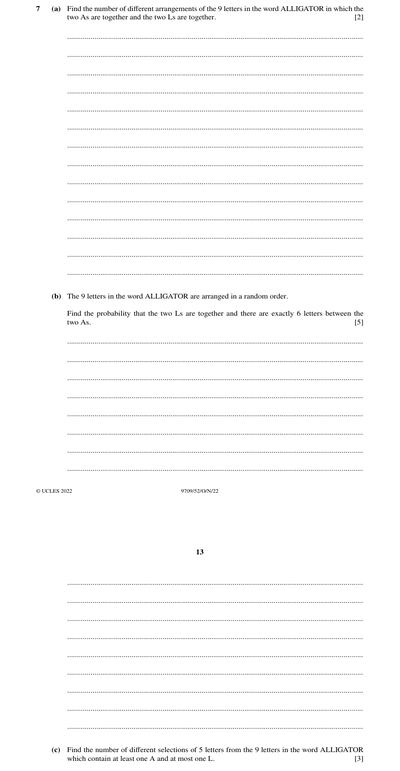 7 (a) Find the number of different arrangements of the 9 letters in the word ALLIGATOR in which the
two As are together and the two Ls are together. [2]
(b) The 9 letters in the word ALLIGATOR are arranged in a random order.
Find the probability that the two Ls are together and there are exactly 6 letters between the
two As. [5]
© UCLES 2022 9709/52/O/N/22
13
(c) Find the number of different selections of 5 letters from the 9 letters in the word ALLIGATOR
which contain at least one A and at most one L. [3]